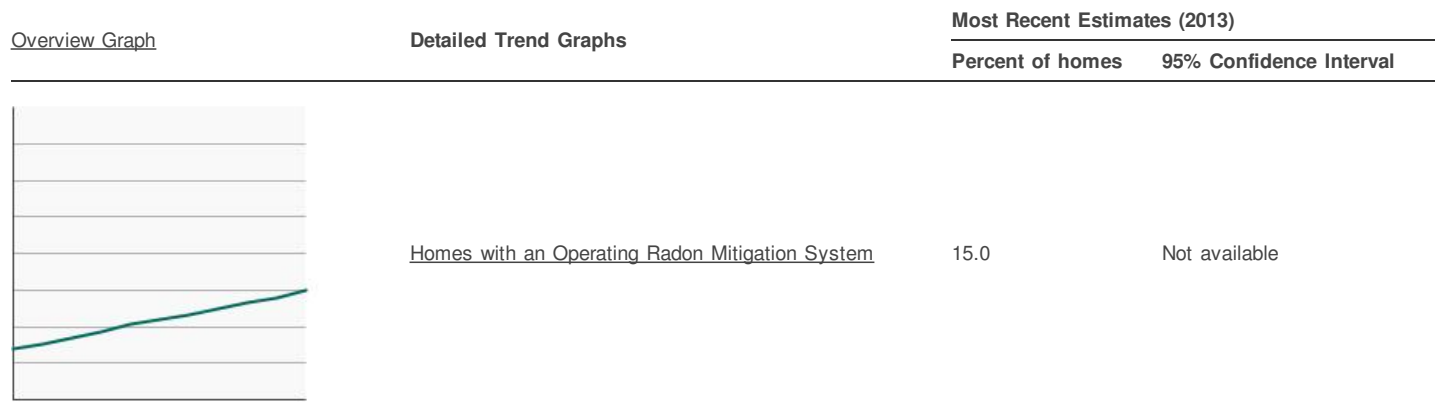 Overview Graph
Detailed Trend Graphs
Most Recent Estimates (2013)
Percent of homes
95% Confidence Interval
Homes with an Operating Radon Mitigation System
15.0
Not available